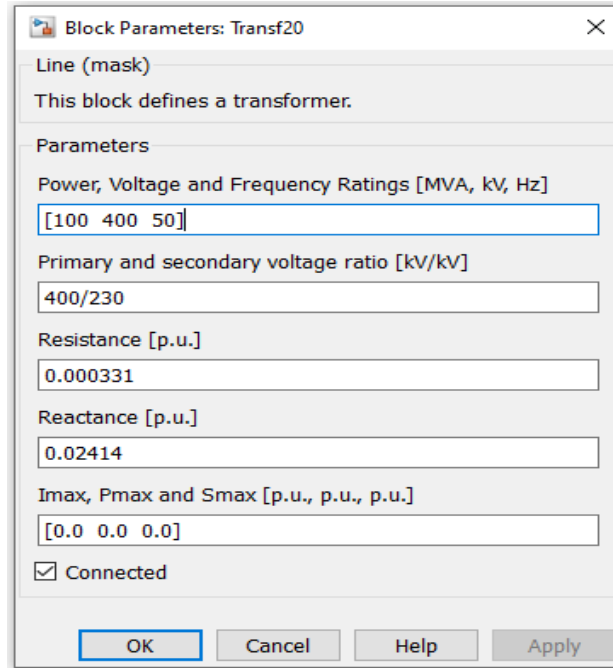 Block Parameters: Transf20
Line (mask)
This block defines a transformer.
Parameters
Power, Voltage and Frequency Ratings [MVA, kV, Hz]
[100  400  50]
Primary and secondary voltage ratio [kV/kV]
400/230
Resistance [p.u.]
0.000331
Reactance [p.u.]
0.02414
Imax, Pmax and Smax [p.u., p.u., p.u.]
[0.0  0.0  0.0]
Connected
OK Cancel Help Apply